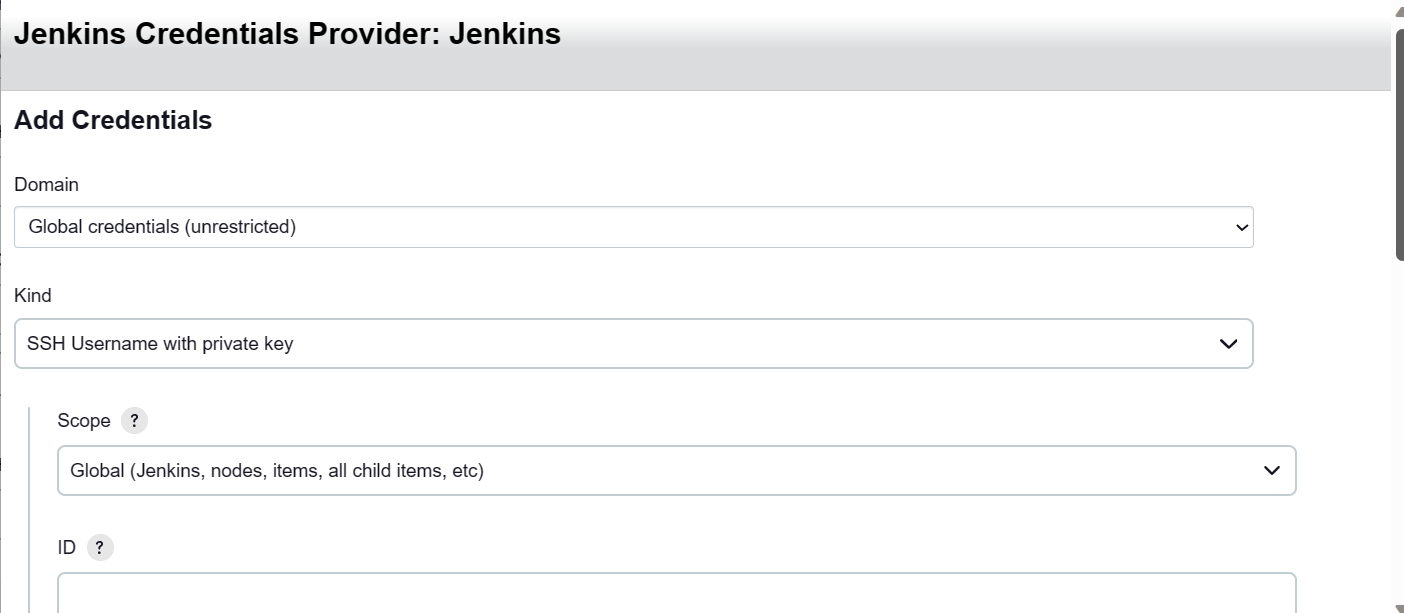 Jenkins Credentials Provider: Jenkins
Add Credentials
Domain
Global credentials (unrestricted)
Kind
SSH Username with private key
Scope ?
Global (Jenkins, nodes, items, all child items, etc)
ID ?